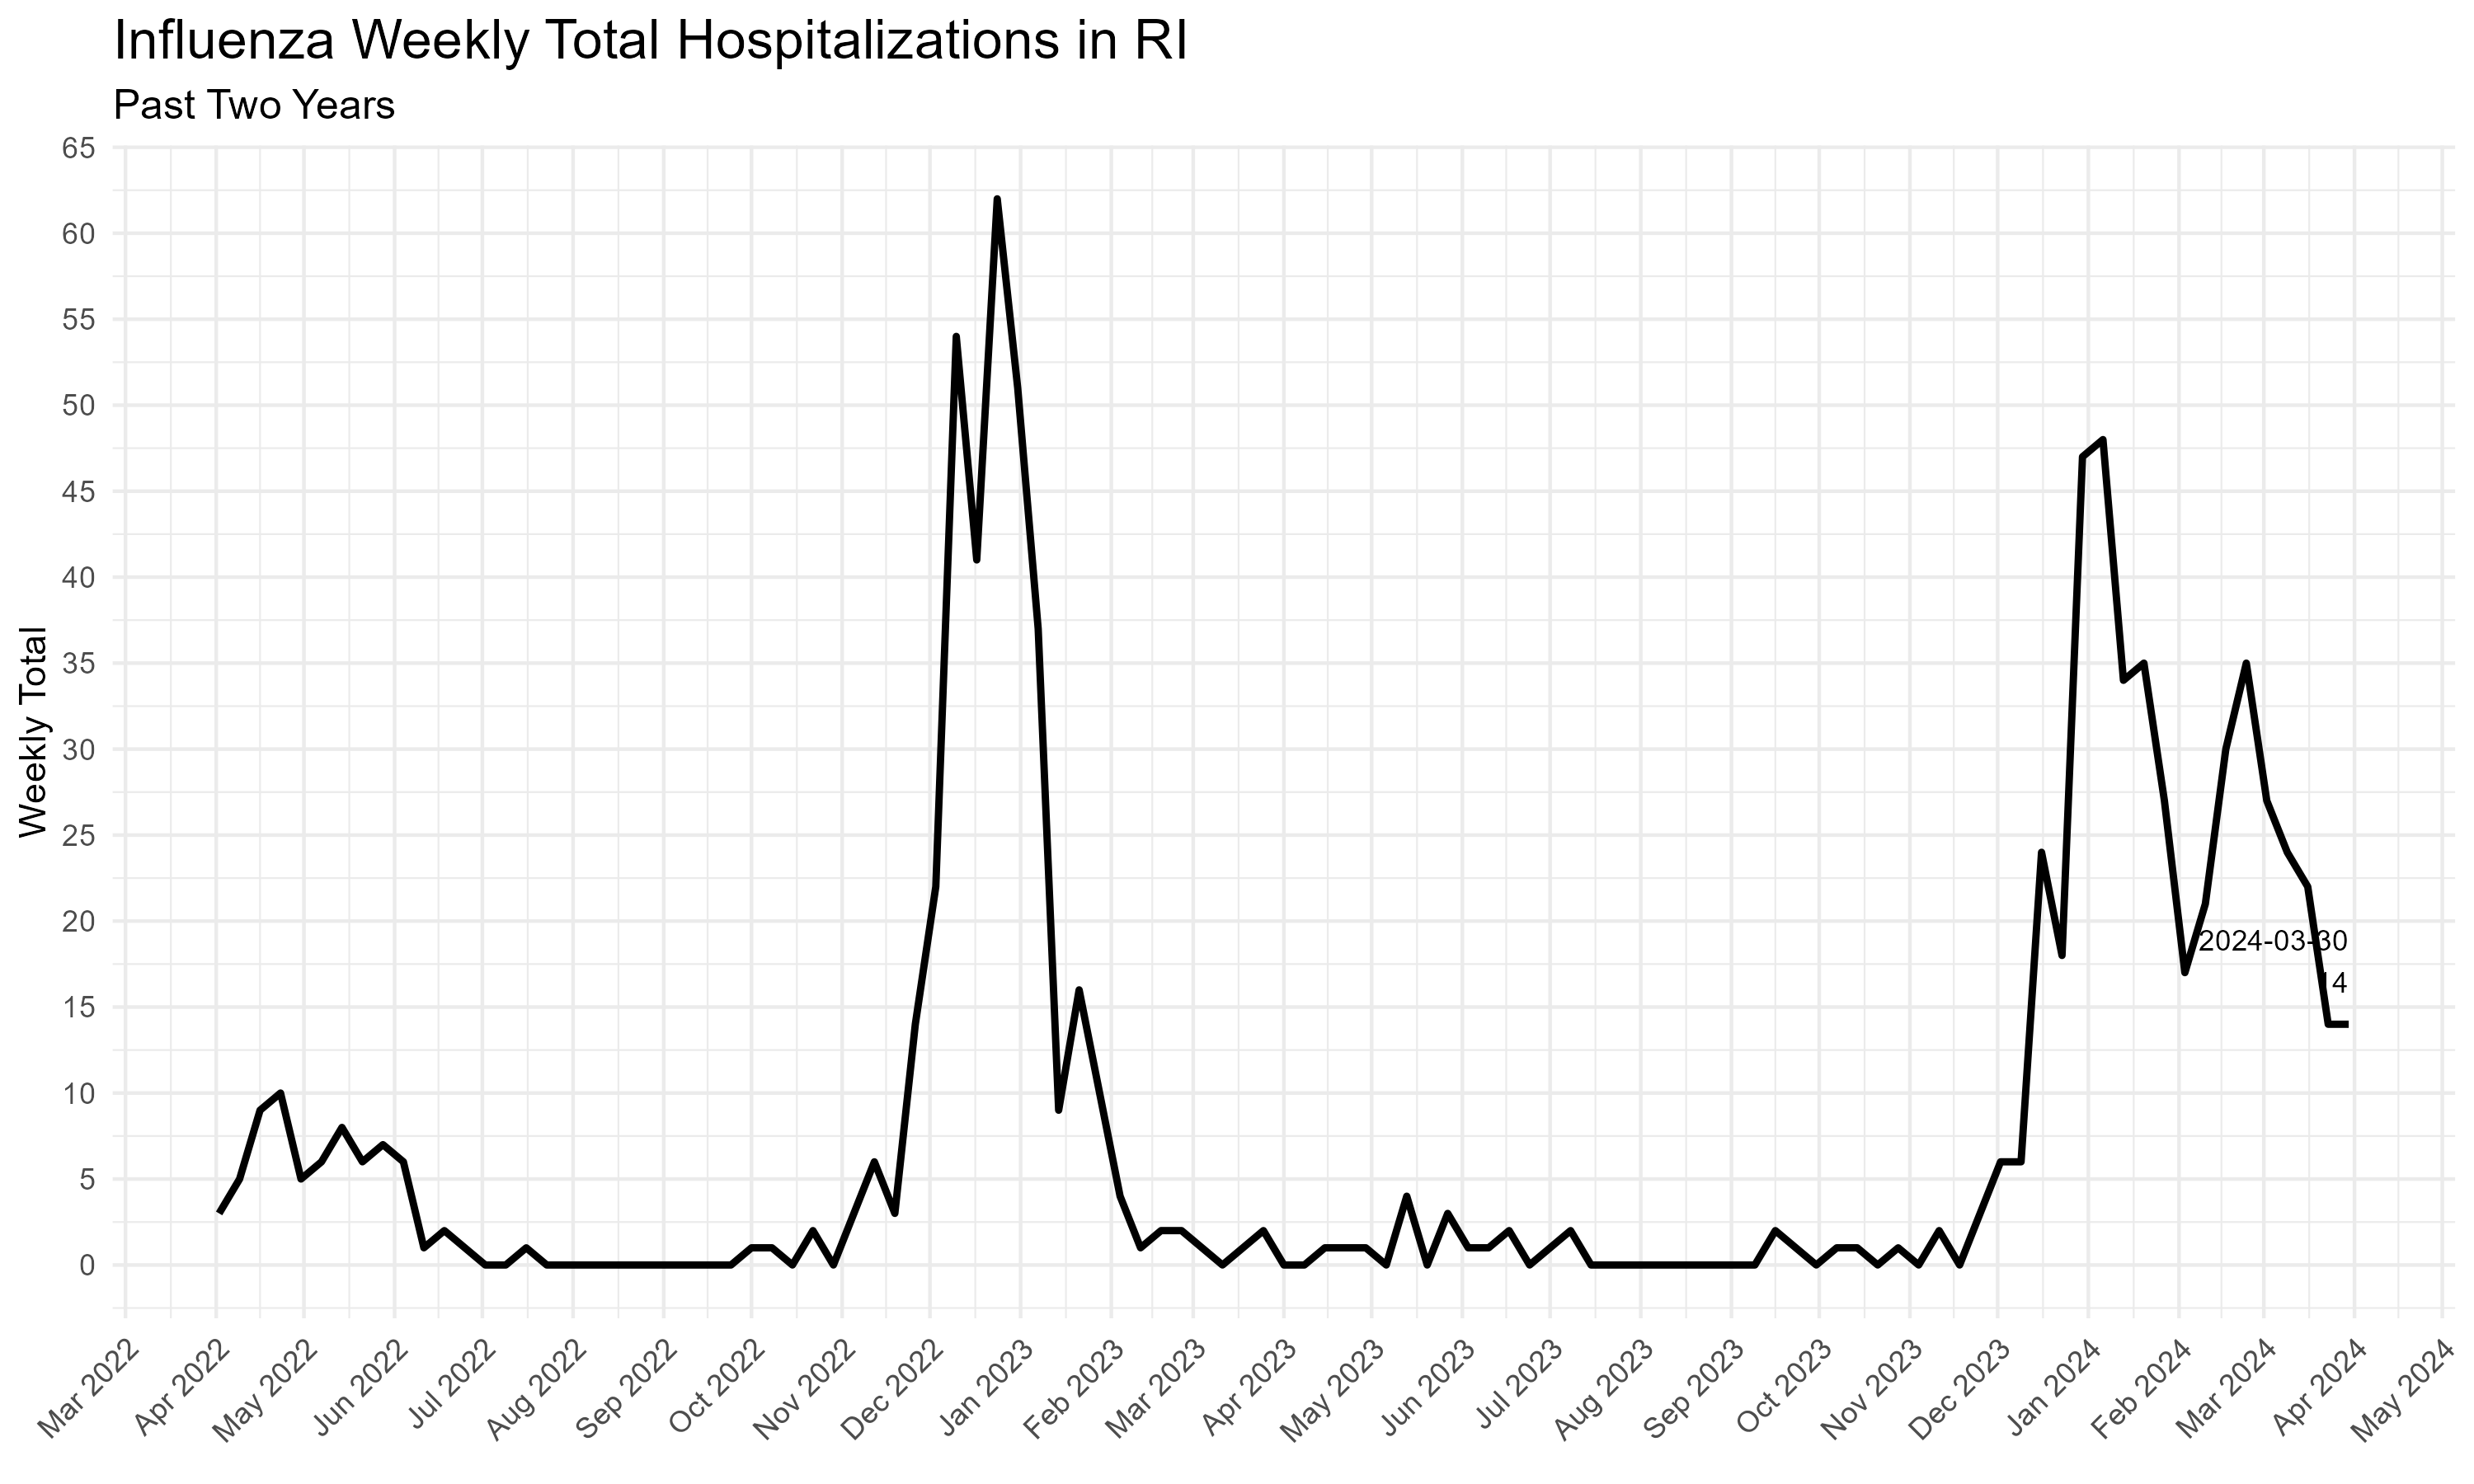 Influenza Weekly Total Hospitalizations in RI
Past Two Years
Weekly Total
65
60
55
50
45
40
35
30
25
20
15
10
5
0
2024-03-30
14
Mar 2022
Apr 2022
May 2022
Jun 2022
Jul 2022
Aug 2022
Sep 2022
Oct 2022
Nov 2022
Dec 2022
Jan 2023
Feb 2023
Mar 2023
Apr 2023
May 2023
Jun 2023
Jul 2023
Aug 2023
Sep 2023
Oct 2023
Nov 2023
Dec 2023
Jan 2024
Feb 2024
Mar 2024
Apr 2024
May 2024